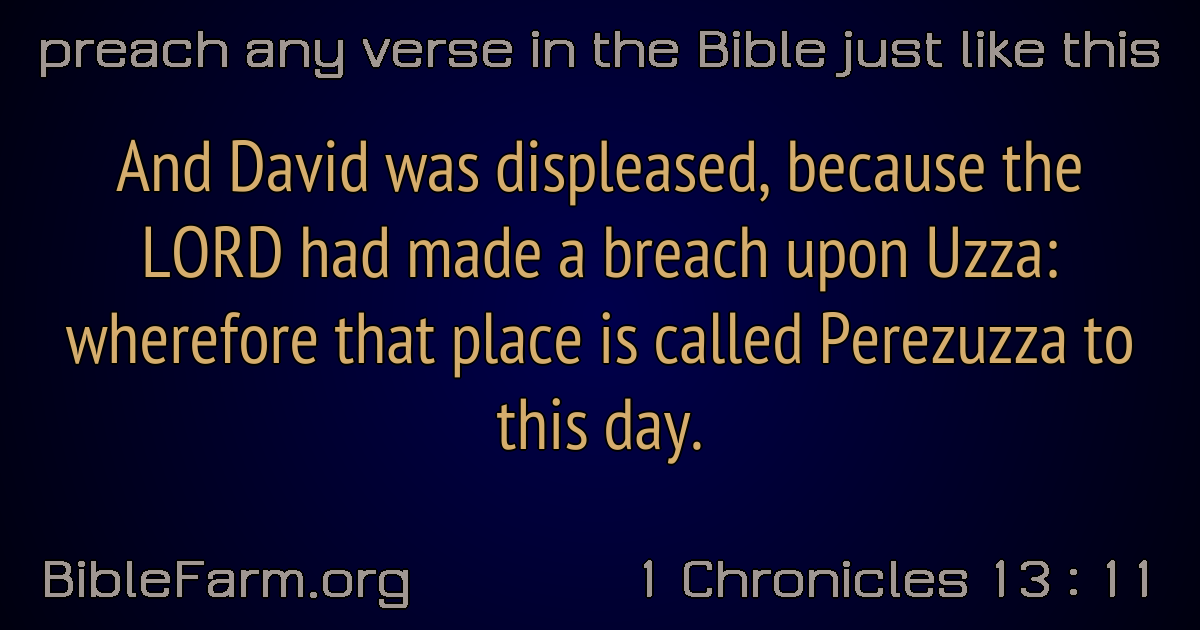 preach any verse in the Bible just like this
And David was displeased, because the
LORD had made a breach upon Uzza:
wherefore that place is called Perezuzza to
this day.
BibleFarm.org
1 Chronicles 13 : 11